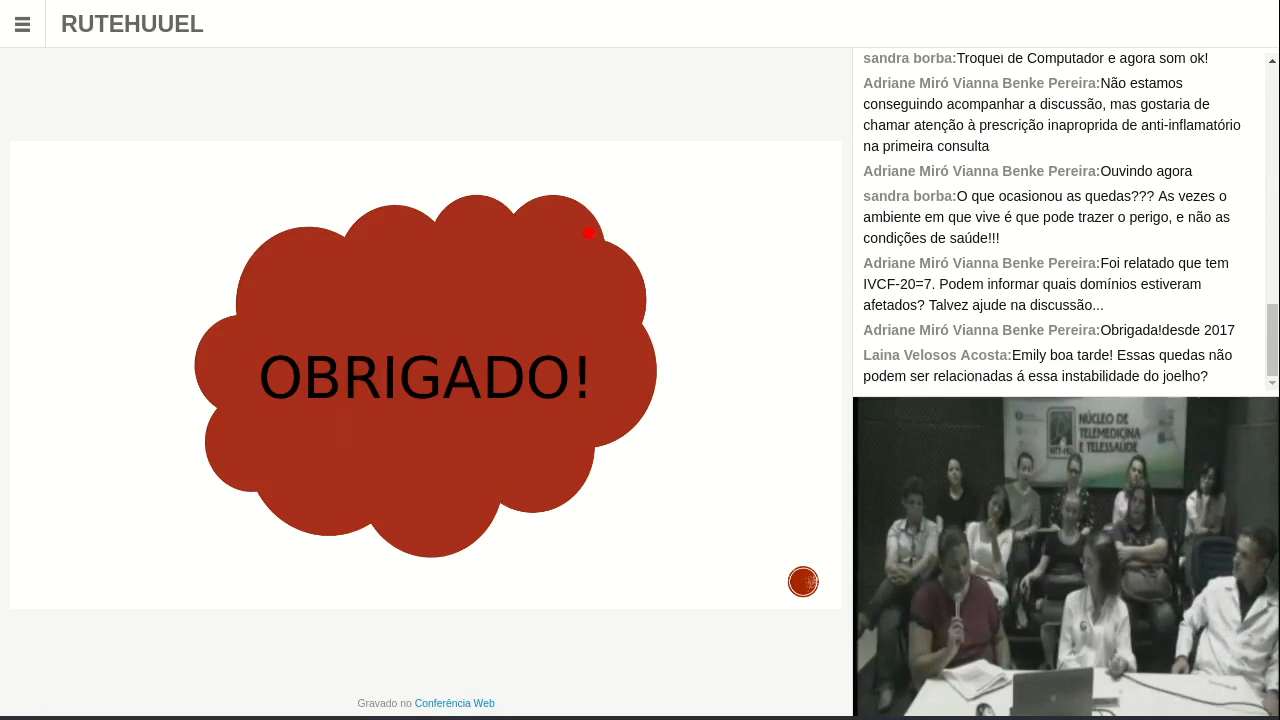 RUTEHUUEL
OBRIGADO!
Gravado no Conferência Web
sandra borba:Troquei de Computador e agora som ok!
Adriane Miró Vianna Benke Pereira:Não estamos
conseguindo acompanhar a discussão, mas gostaria de
chamar atenção à prescrição inaproprida de anti-inflamatório
na primeira consulta
Adriane Miró Vianna Benke Pereira:Ouvindo agora
sandra borba:O que ocasionou as quedas??? As vezes o
ambiente em que vive é que pode trazer o perigo, e não as
condições de saúde!!!
Adriane Miró Vianna Benke Pereira:Foi relatado que tem
IVCF-20=7. Podem informar quais domínios estiveram
afetados? Talvez ajude na discussão...
Adriane Miró Vianna Benke Pereira:Obrigada!desde 2017
Laina Velosos Acosta:Emily boa tarde! Essas quedas não
podem ser relacionadas á essa instabilidade do joelho?
NÚCLEO DE
TELEMEDICINA
E TELESSAÚDE